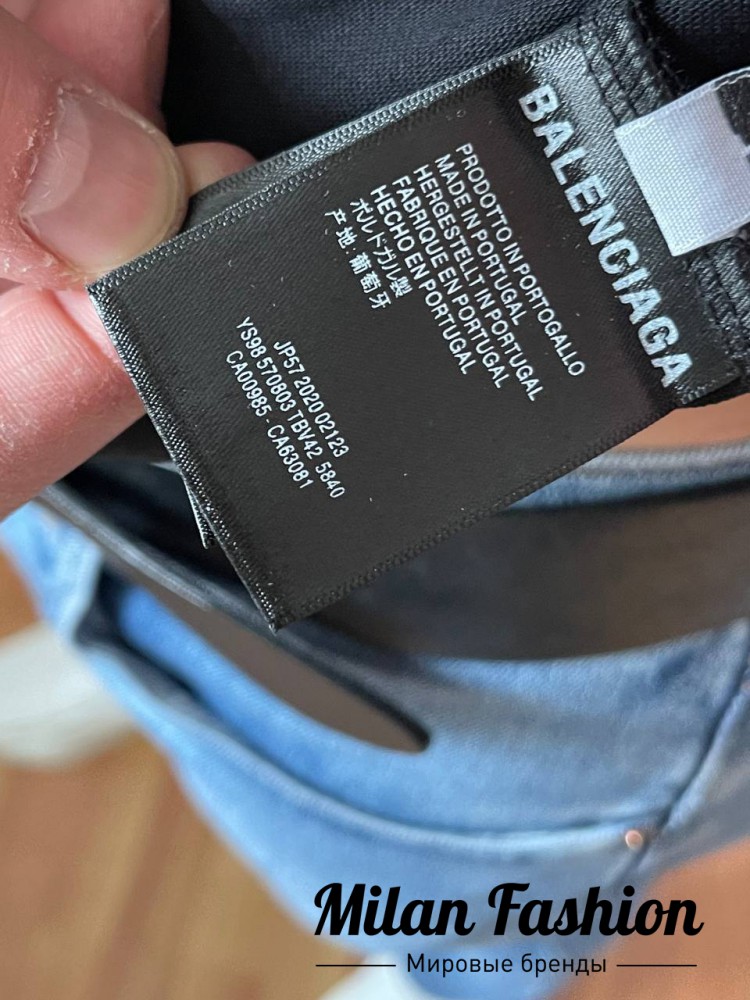 BALENCIAGA
PRODOTTO IN PORTOGALLO
MADE IN PORTUGAL
HERGESTELLT IN PORTUGAL
FABRIQUE EN PORTUGAL
HECHO EN PORTUGAL
ポルトガル製
产地: 葡萄牙
JP57 2020 02123
YS98 570803 TBV42 5840
CA00985 - CA63081
Milan Fashion
Мировые бренды